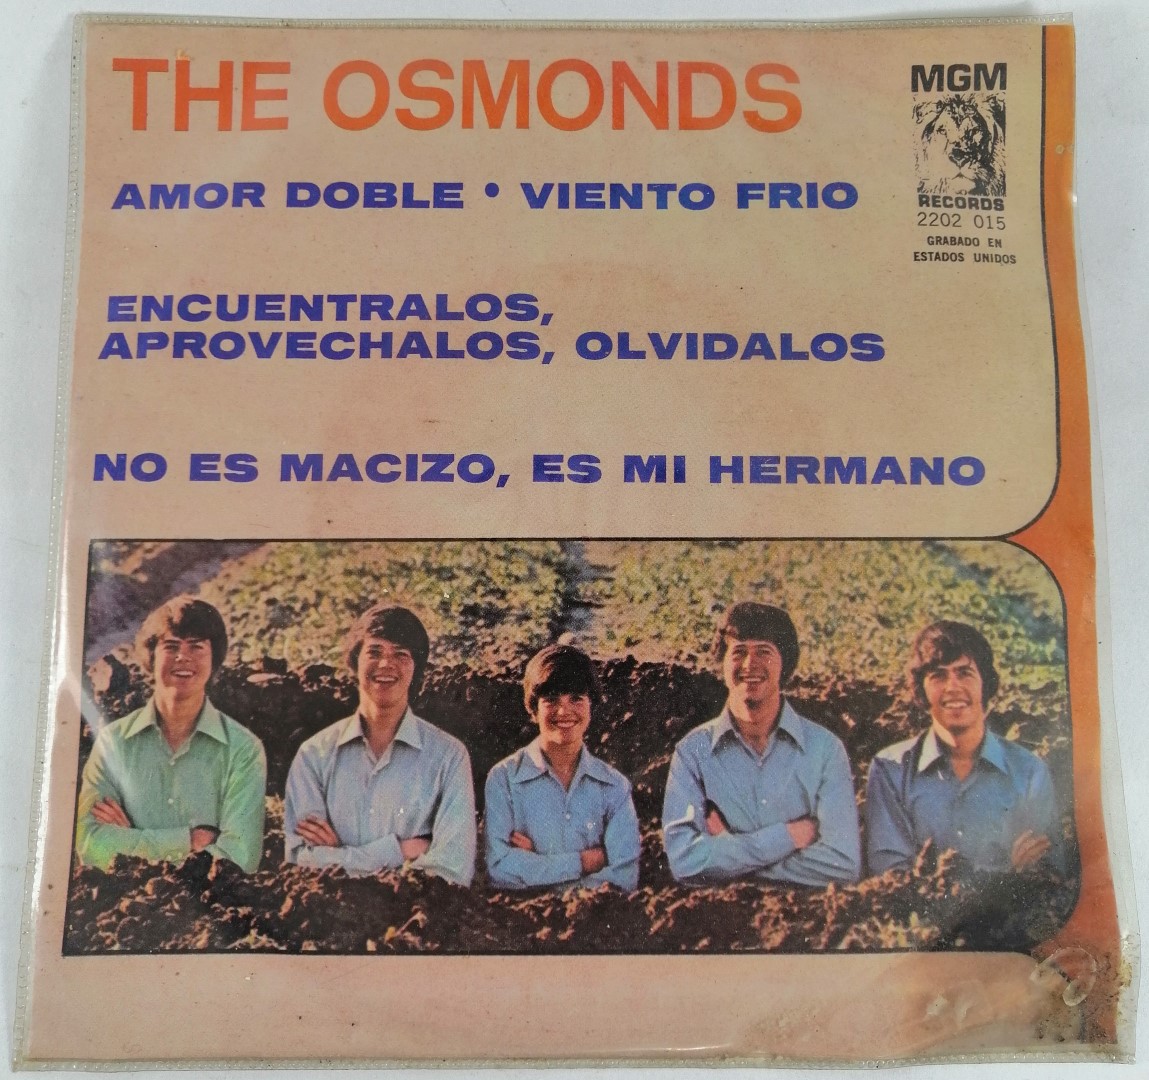 THE OSMONDS
MGM
RECORDS
2202 015
GRABADO EN
ESTADOS UNIDOS
AMOR DOBLE • VIENTO FRIO
ENCUENTRALOS,
APROVECHALOS, OLVIDALOS
NO ES MACIZO, ES MI HERMANO